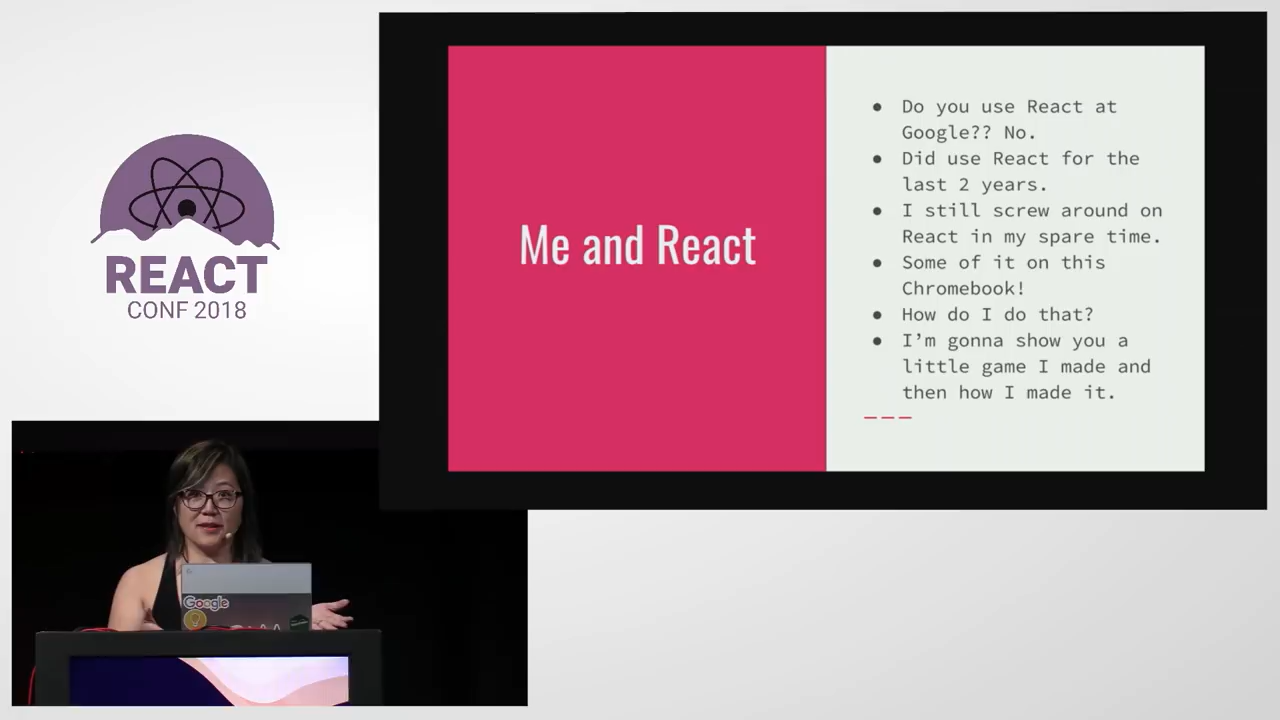 REACT
CONF 2018
Me and React
● Do you use React at
Google?? No.
● Did use React for the
last 2 years.
● I still screw around on
React in my spare time.
● Some of it on this
Chromebook!
● How do I do that?
● I’m gonna show you a
little game I made and
then how I made it.
Google